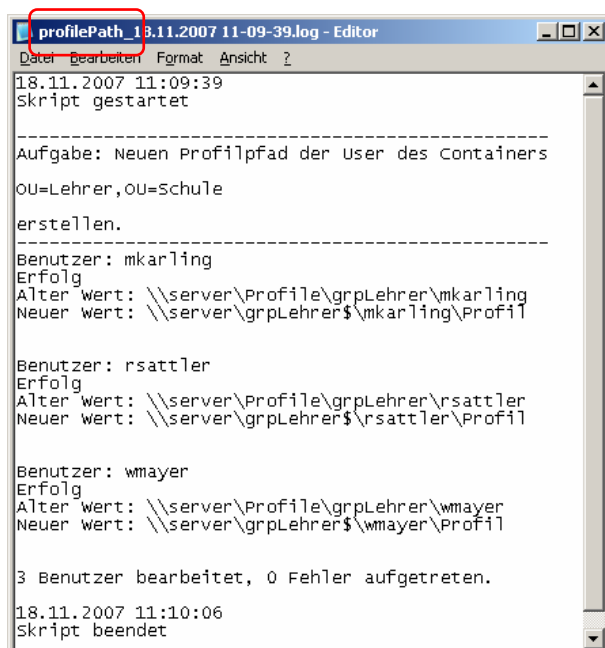 profilePath_18.11.2007 11-09-39.log - Editor
Datei Bearbeiten Format Ansicht ?
18.11.2007 11:09:39
Skript gestartet
--------------------------------------------------
Aufgabe: Neuen Profilpfad der User des Containers
OU=Lehrer,OU=Schule
erstellen.
--------------------------------------------------
Benutzer: mkarling
Erfolg
Alter Wert: \\server\Profile\grpLehrer\mkarling
Neuer Wert: \\server\grpLehrer$\mkarling\Profil
Benutzer: rsattler
Erfolg
Alter Wert: \\server\Profile\grpLehrer\rsattler
Neuer Wert: \\server\grpLehrer$\rsattler\Profil
Benutzer: wmayer
Erfolg
Alter Wert: \\server\Profile\grpLehrer\wmayer
Neuer Wert: \\server\grpLehrer$\wmayer\Profil
3 Benutzer bearbeitet, 0 Fehler aufgetreten.
18.11.2007 11:10:06
Skript beendet